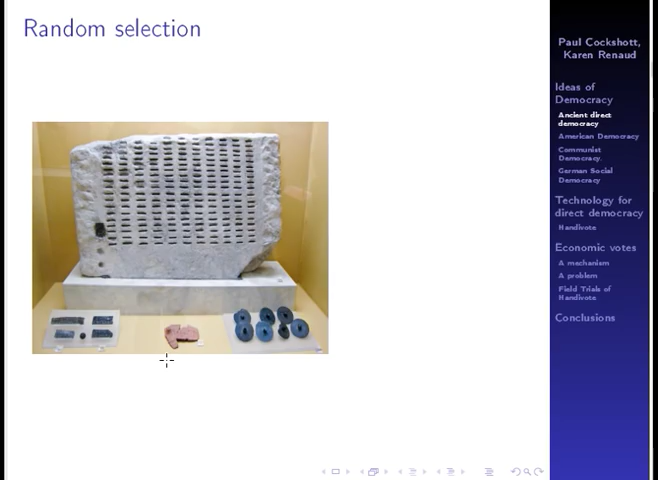 Random selection
Paul Cockshott,
Karen Renaud
Ideas of
Democracy
Ancient direct
democracy
American Democracy
Communist
Democracy.
German Social
Democracy
Technology for
direct democracy
Handivote
Economic votes
A mechanism
A problem
Field Trials of
Handivote
Conclusions